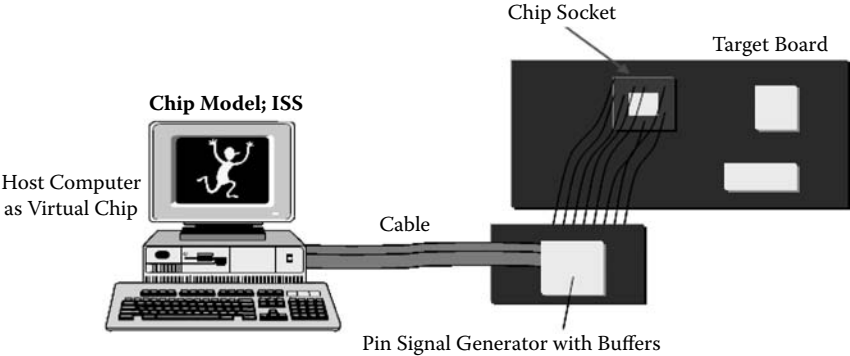 Chip Socket
Target Board
Chip Model; ISS
Host Computer
as Virtual Chip
Cable
Pin Signal Generator with Buffers